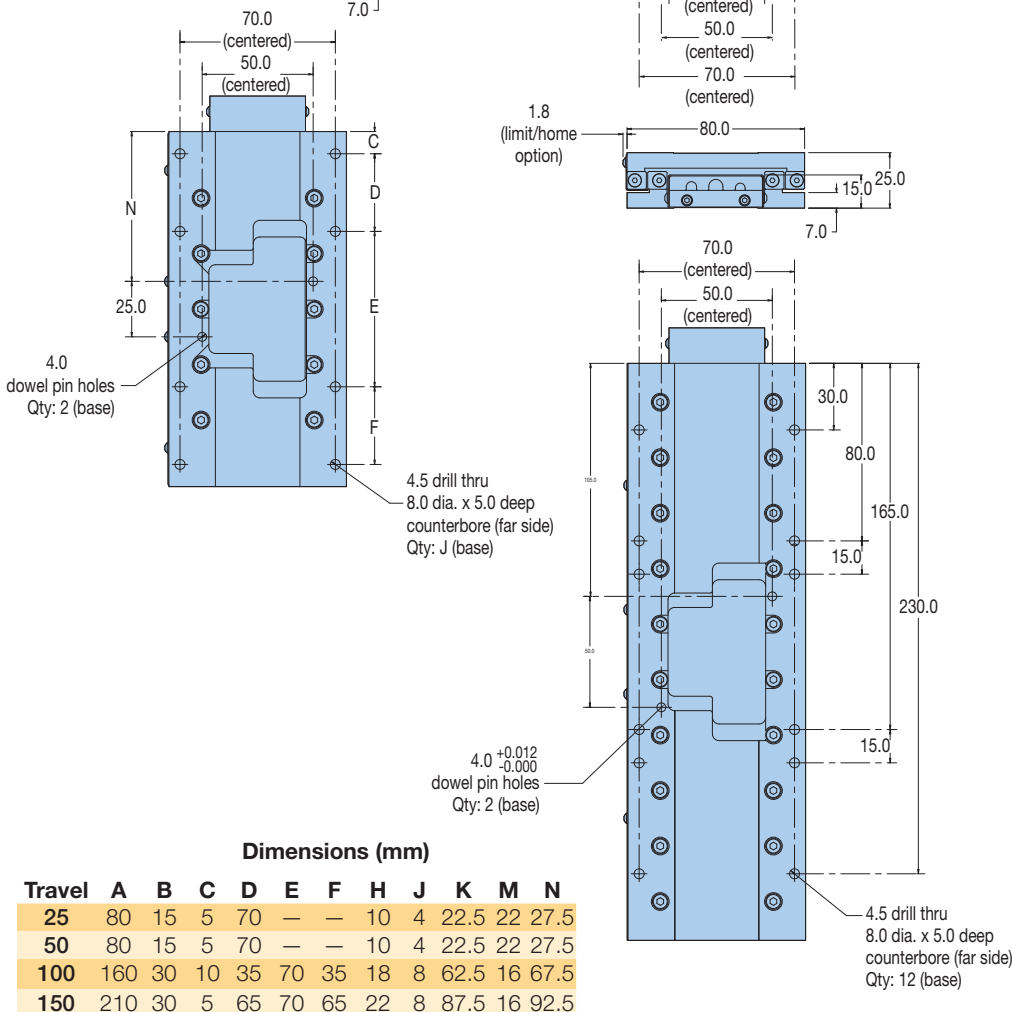 70.0
(centered)
50.0
(centered)
7.0
C
D
N
E
25.0
F
4.0
dowel pin holes
Qty: 2 (base)
4.5 drill thru
8.0 dia. x 5.0 deep
counterbore (far side)
Qty: J (base)
(centered)
50.0
(centered)
70.0
(centered)
1.8
(limit/home
option)
80.0
15.0
25.0
7.0
70.0
(centered)
50.0
(centered)
30.0
80.0
165.0
105.0
15.0
230.0
50.0
15.0
4.0 +0.012
-0.000
dowel pin holes
Qty: 2 (base)
4.5 drill thru
8.0 dia. x 5.0 deep
counterbore (far side)
Qty: 12 (base)
Dimensions (mm)
Travel A B C D E F H J K M N
25 80 15 5 70 — — 10 4 22.5 22 27.5
50 80 15 5 70 — — 10 4 22.5 22 27.5
100 160 30 10 35 70 35 18 8 62.5 16 67.5
150 210 30 5 65 70 65 22 8 87.5 16 92.5